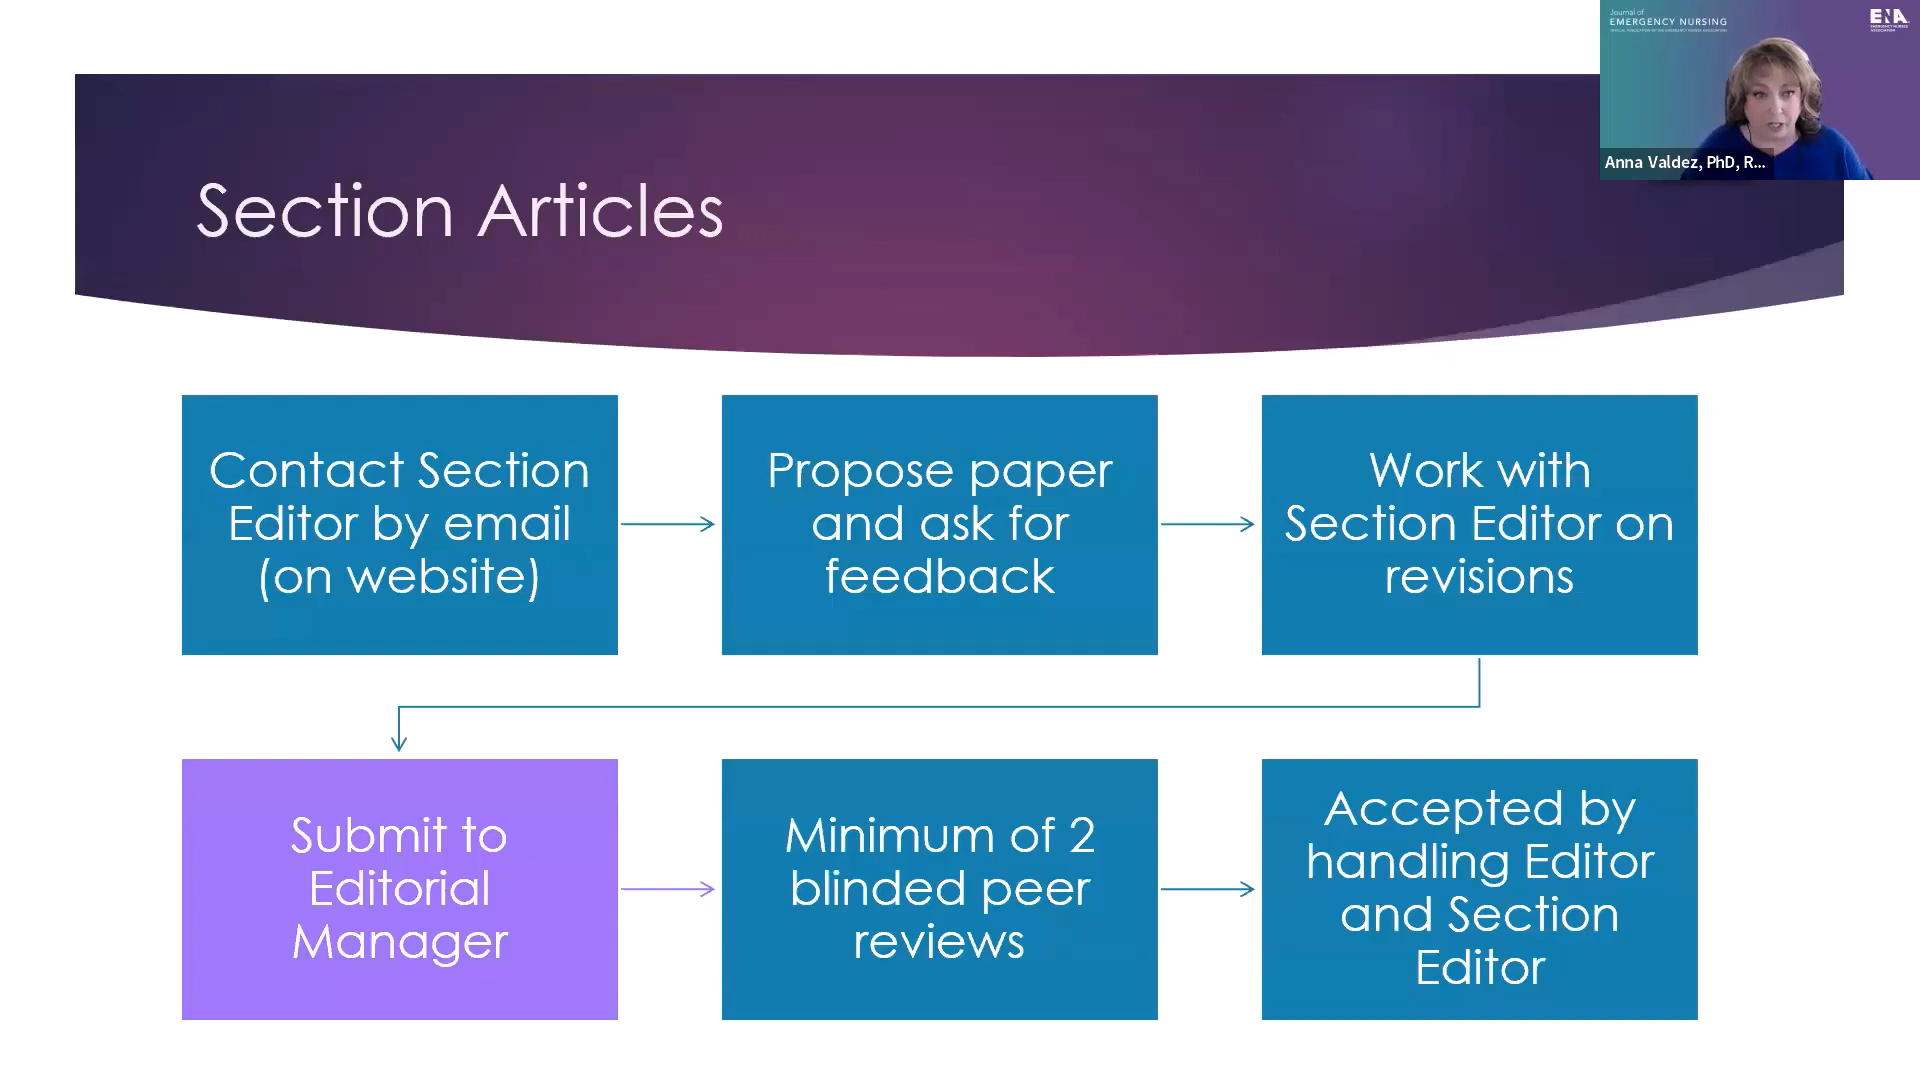 Journal of
EMERGENCY NURSING
ENA
Anna Valdez, PhD, R...
Section Articles
Contact Section
Editor by email
(on website)
Propose paper
and ask for
feedback
Work with
Section Editor on
revisions
Submit to
Editorial
Manager
Minimum of 2
blinded peer
reviews
Accepted by
handling Editor
and Section
Editor